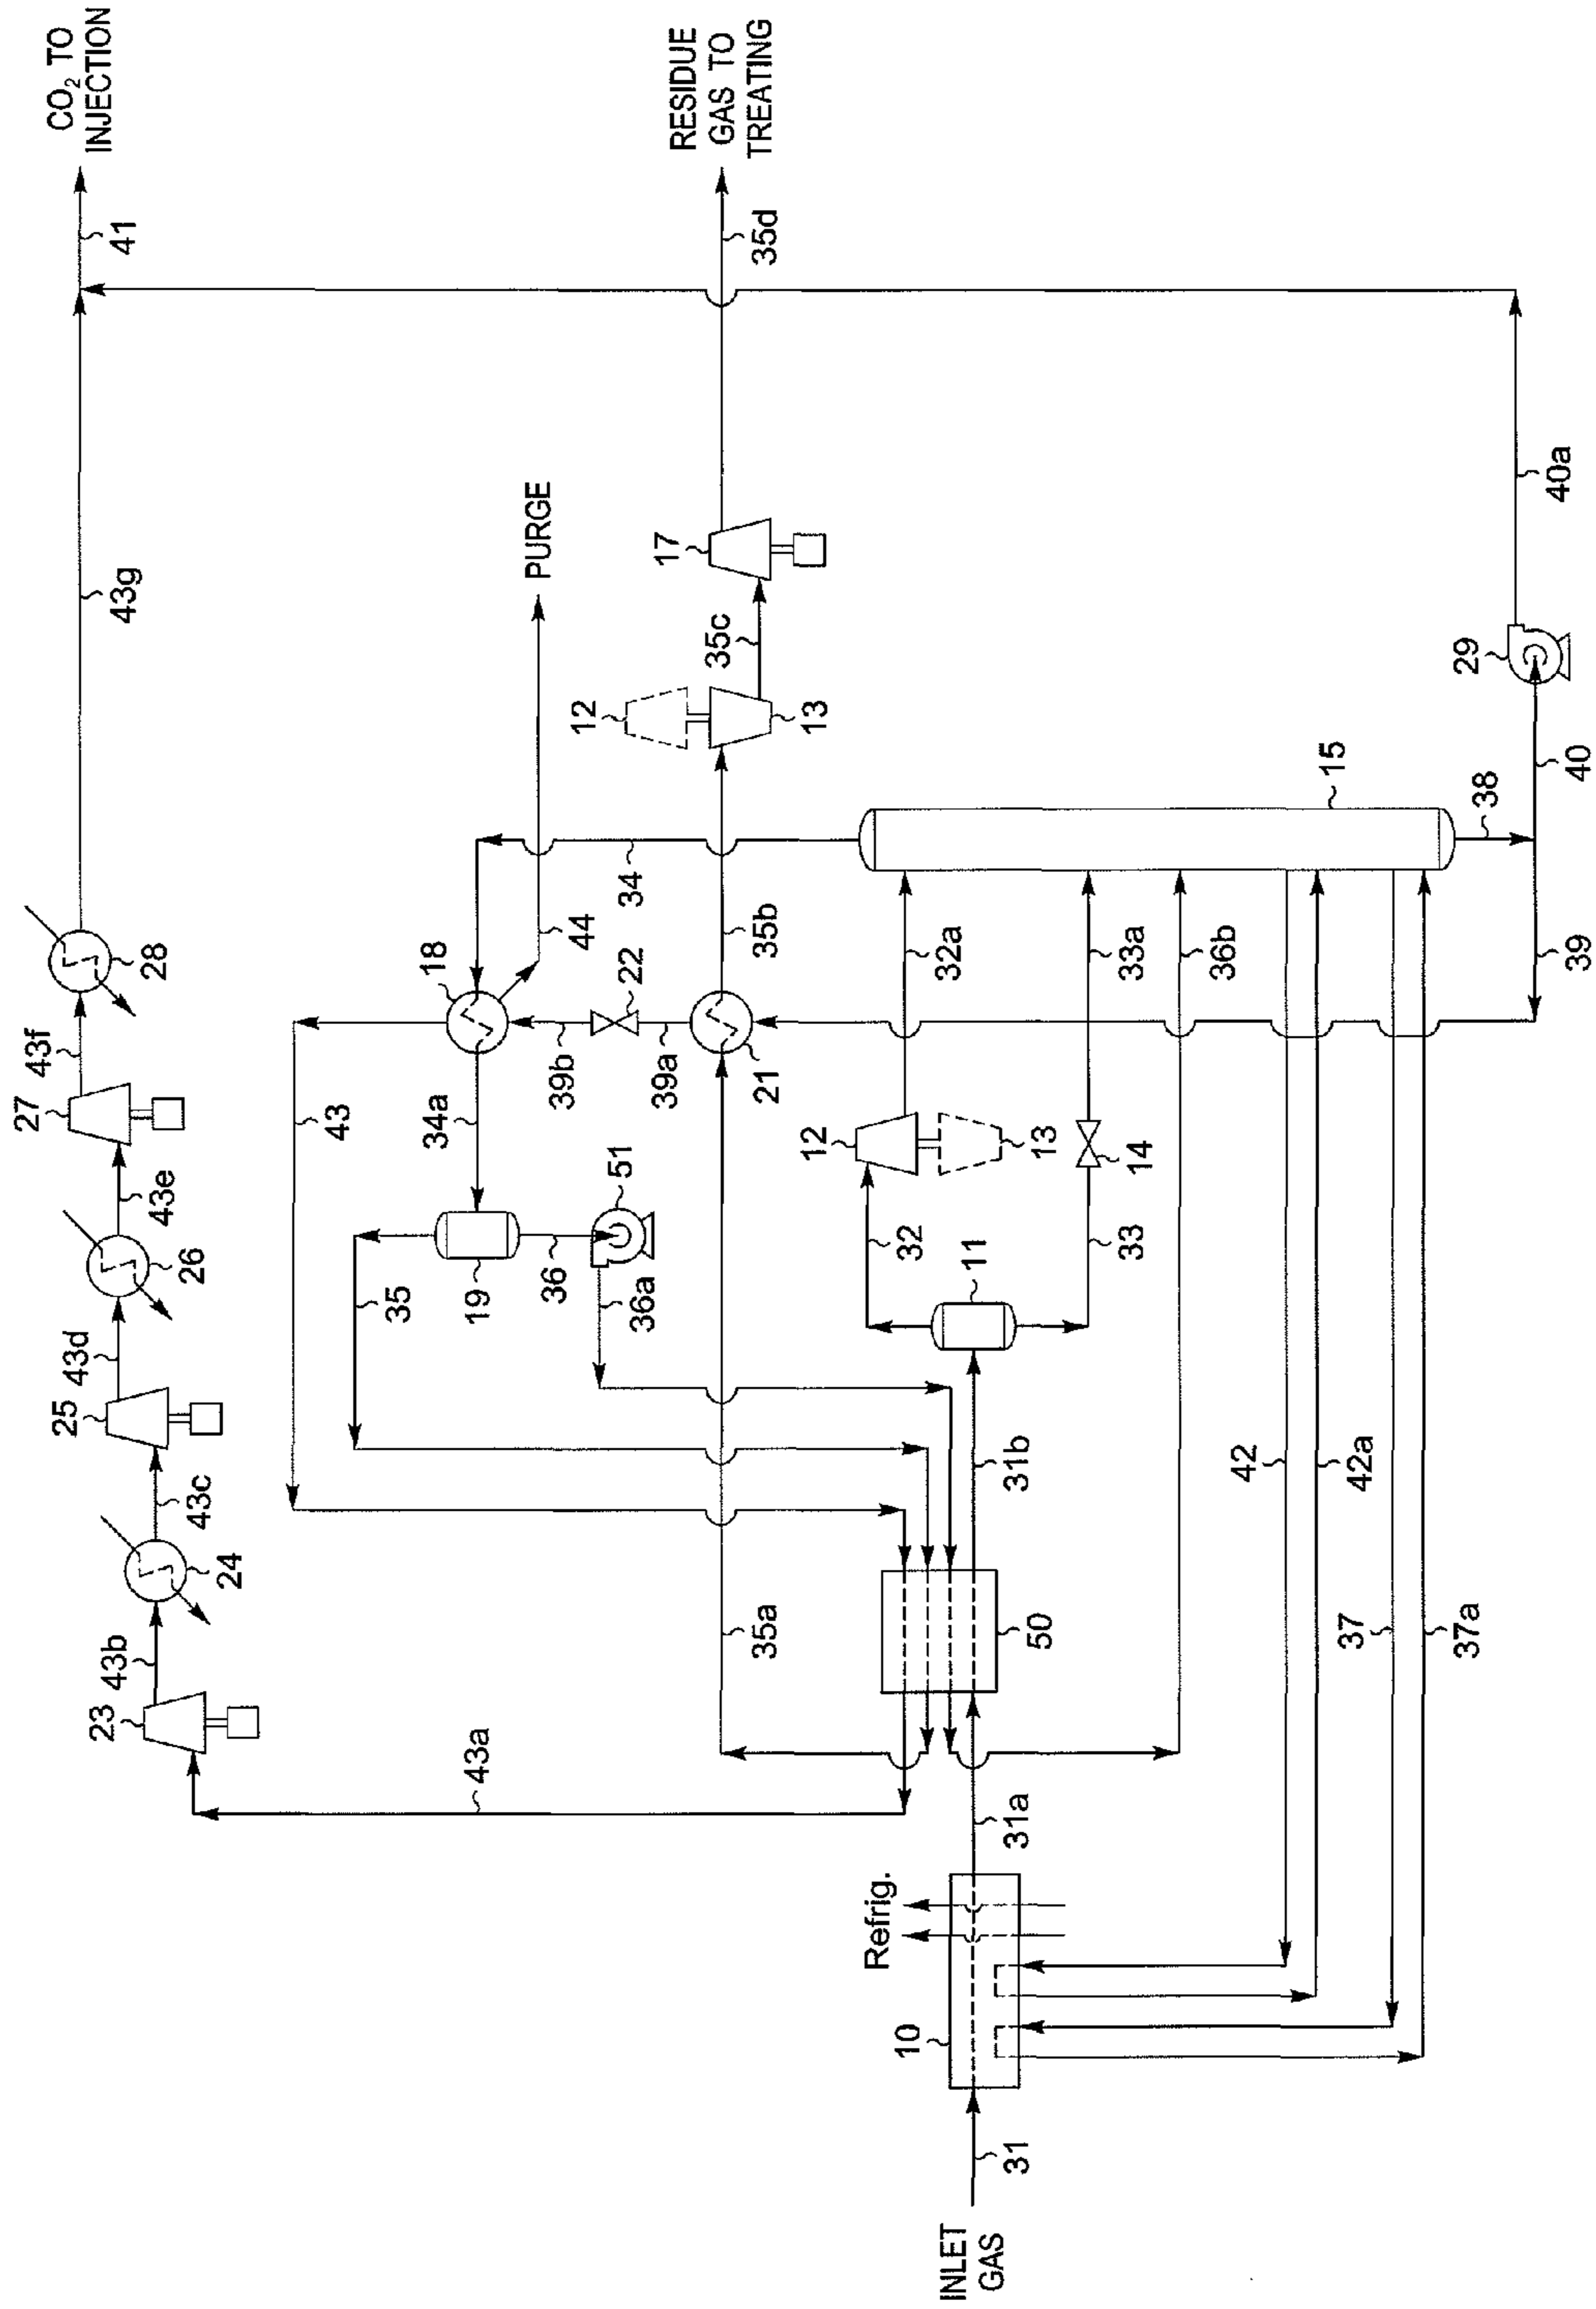 CO₂ TO
INJECTION
41
43g
28
43f
27
43e
26
43d
25
43c
24
43b
23
43a
43
PURGE
44
18
34
34a
39b
22
39a
21
19
35
36
51
36a
RESIDUE
GAS TO
TREATING
35d
17
35c
12
13
35b
35a
15
32a
33a
36b
12
13
14
32
33
11
31b
50
31a
Refrig.
10
31
INLET
GAS
42
42a
37
37a
38
39
40
29
40a